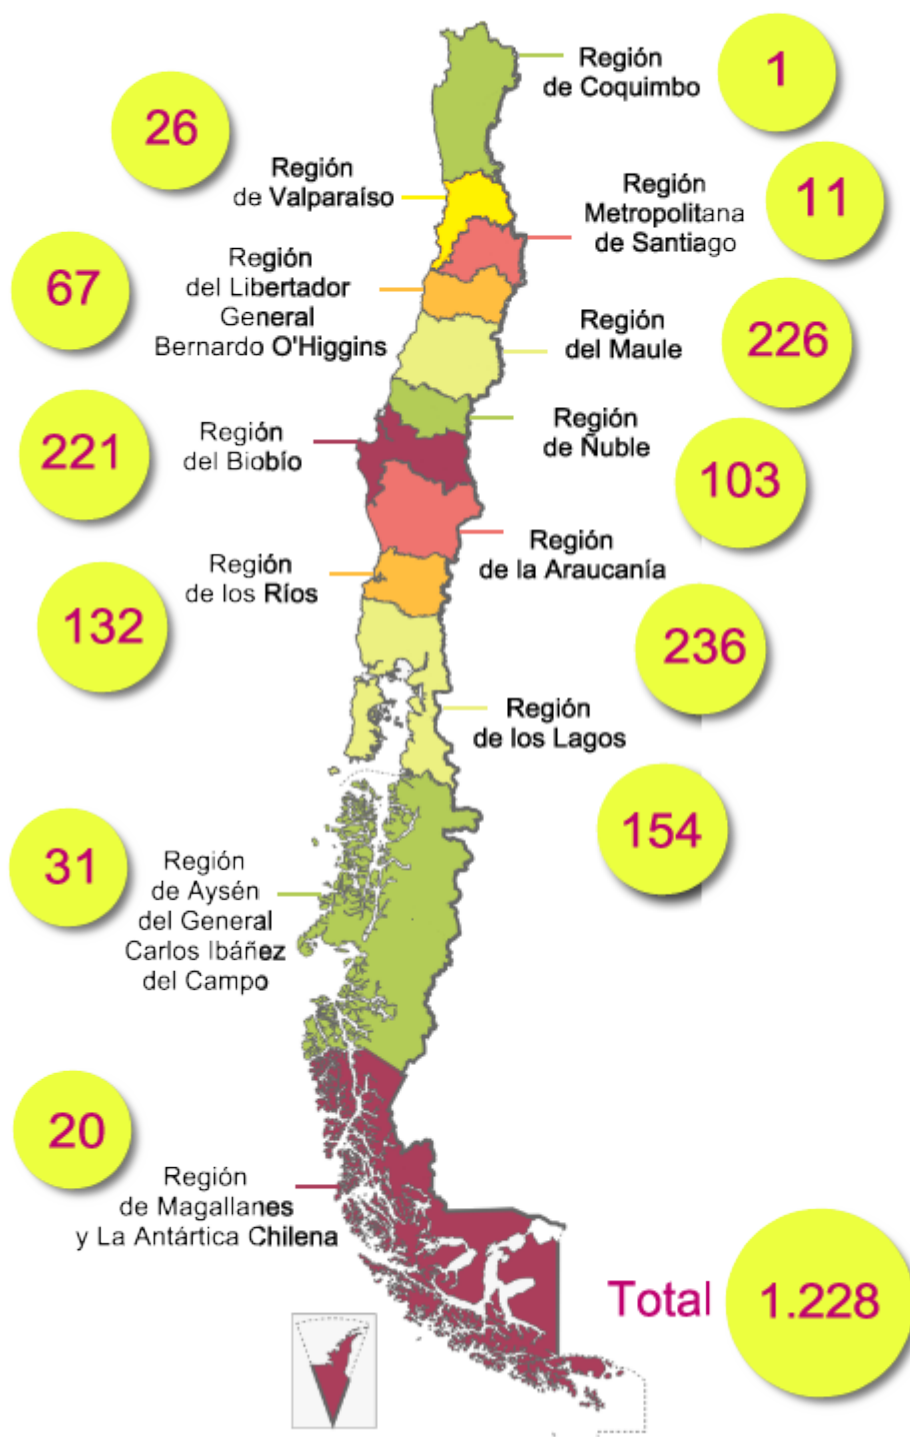 Región
de Coquimbo
1
26
Región
de Valparaíso
Región
Metropolitana
de Santiago
11
67
Región
del Libertador
General
Bernardo O'Higgins
Región
del Maule
226
221
Región
del Biobío
Región
de Ñuble
103
Región
de la Araucanía
Región
de los Ríos
132
236
Región
de los Lagos
154
31
Región
de Aysén
del General
Carlos Ibáñez
del Campo
20
Región
de Magallanes
y La Antártica Chilena
Total
1.228